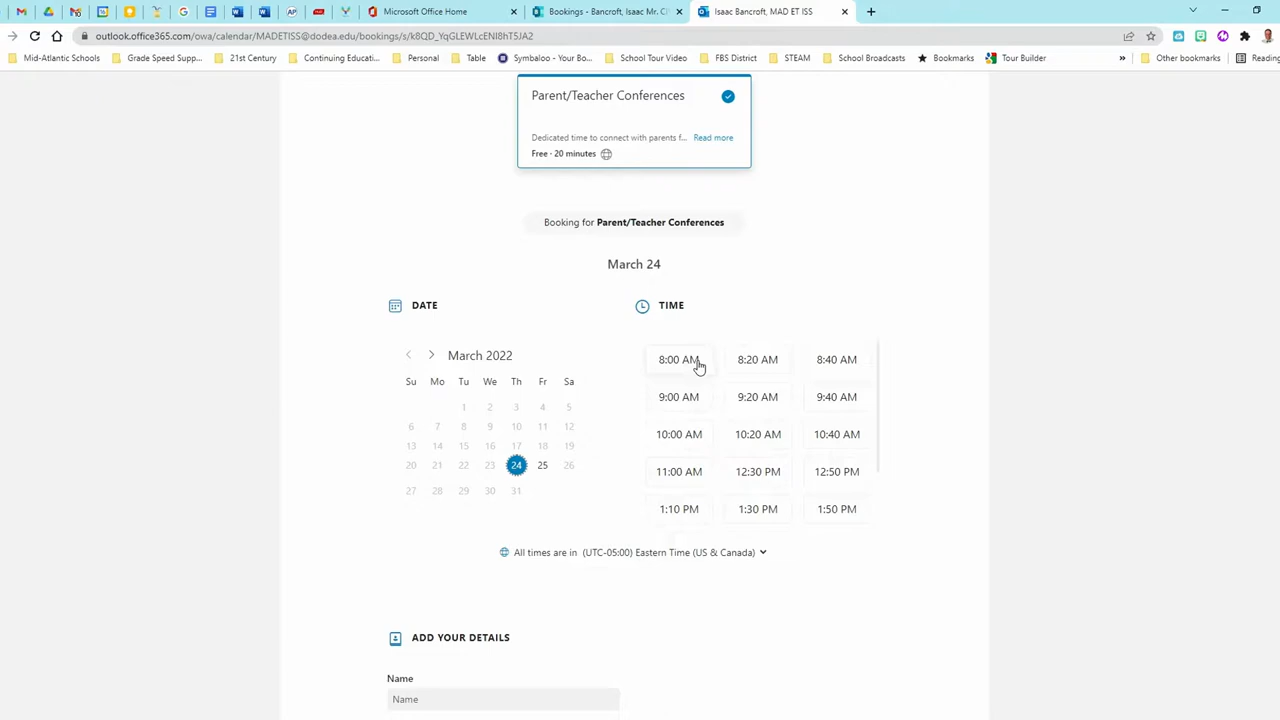 Microsoft Office Home
Bookings - Bancroft, Isaac Mr. CI
Isaac Bancroft, MAD ET ISS
outlook.office365.com/owa/calendar/MADETISS@dodea.edu/bookings/s/k8QD_YqGLEWLcENI8hT5JA2
Mid-Atlantic Schools
Grade Speed Supp...
21st Century
Continuing Educati...
Personal
Table
Symbaloo - Your Bo...
School Tour Video
FBS District
STEAM
School Broadcasts
Bookmarks
Tour Builder
»
Other bookmarks
Reading
Parent/Teacher Conferences
Dedicated time to connect with parents f... Read more
Free · 20 minutes
Booking for Parent/Teacher Conferences
March 24
DATE
March 2022
Su Mo Tu We Th Fr Sa
1 2 3 4 5
6 7 8 9 10 11 12
13 14 15 16 17 18 19
20 21 22 23 24 25 26
27 28 29 30 31
TIME
8:00 AM 8:20 AM 8:40 AM
9:00 AM 9:20 AM 9:40 AM
10:00 AM 10:20 AM 10:40 AM
11:00 AM 12:30 PM 12:50 PM
1:10 PM 1:30 PM 1:50 PM
All times are in (UTC-05:00) Eastern Time (US & Canada)
ADD YOUR DETAILS
Name
Name